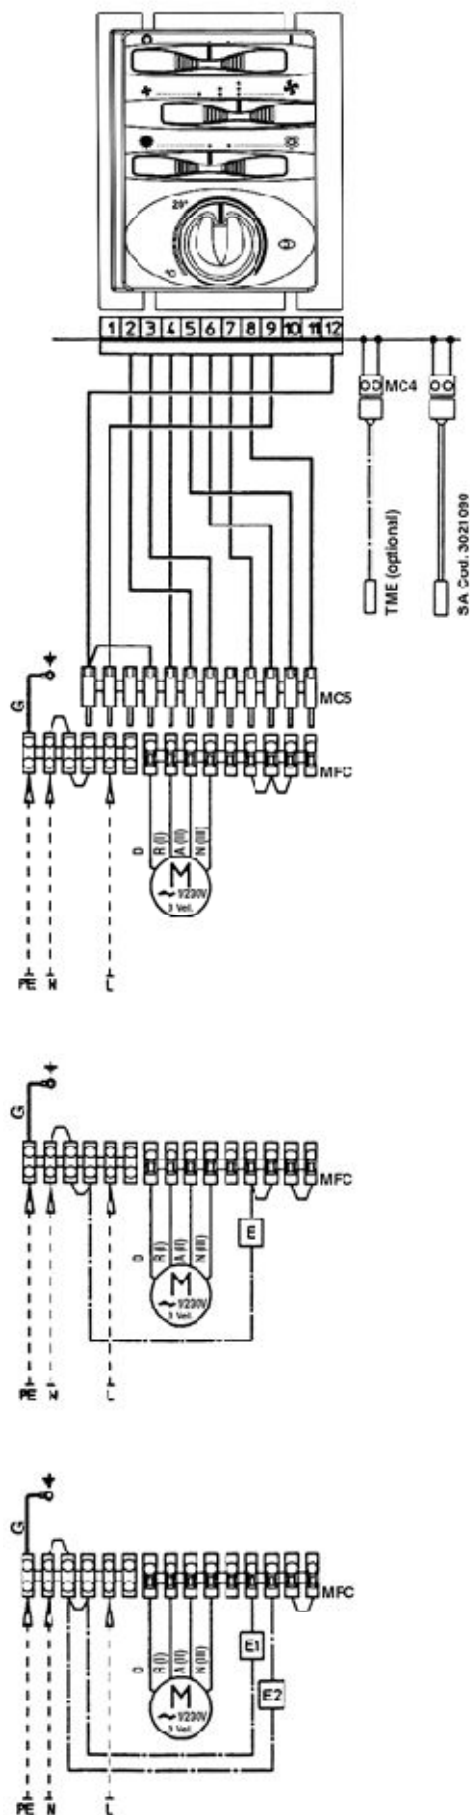 20°
°C
1 2 3 4 5 6 7 8 9 10 11 12
MC4
TME (optional)
SA Cod. 3021090
G
MC5
MFC
D
R (I)
A (II)
N (III)
M
~ 1/230V
3 Vel.
PE N L
G
MFC
E
D
R (I)
A (II)
N (III)
M
~ 1/230V
3 Vel.
PE N L
G
MFC
E1
E2
D
R (I)
A (II)
N (III)
M
~ 1/230V
3 Vel.
PE N L